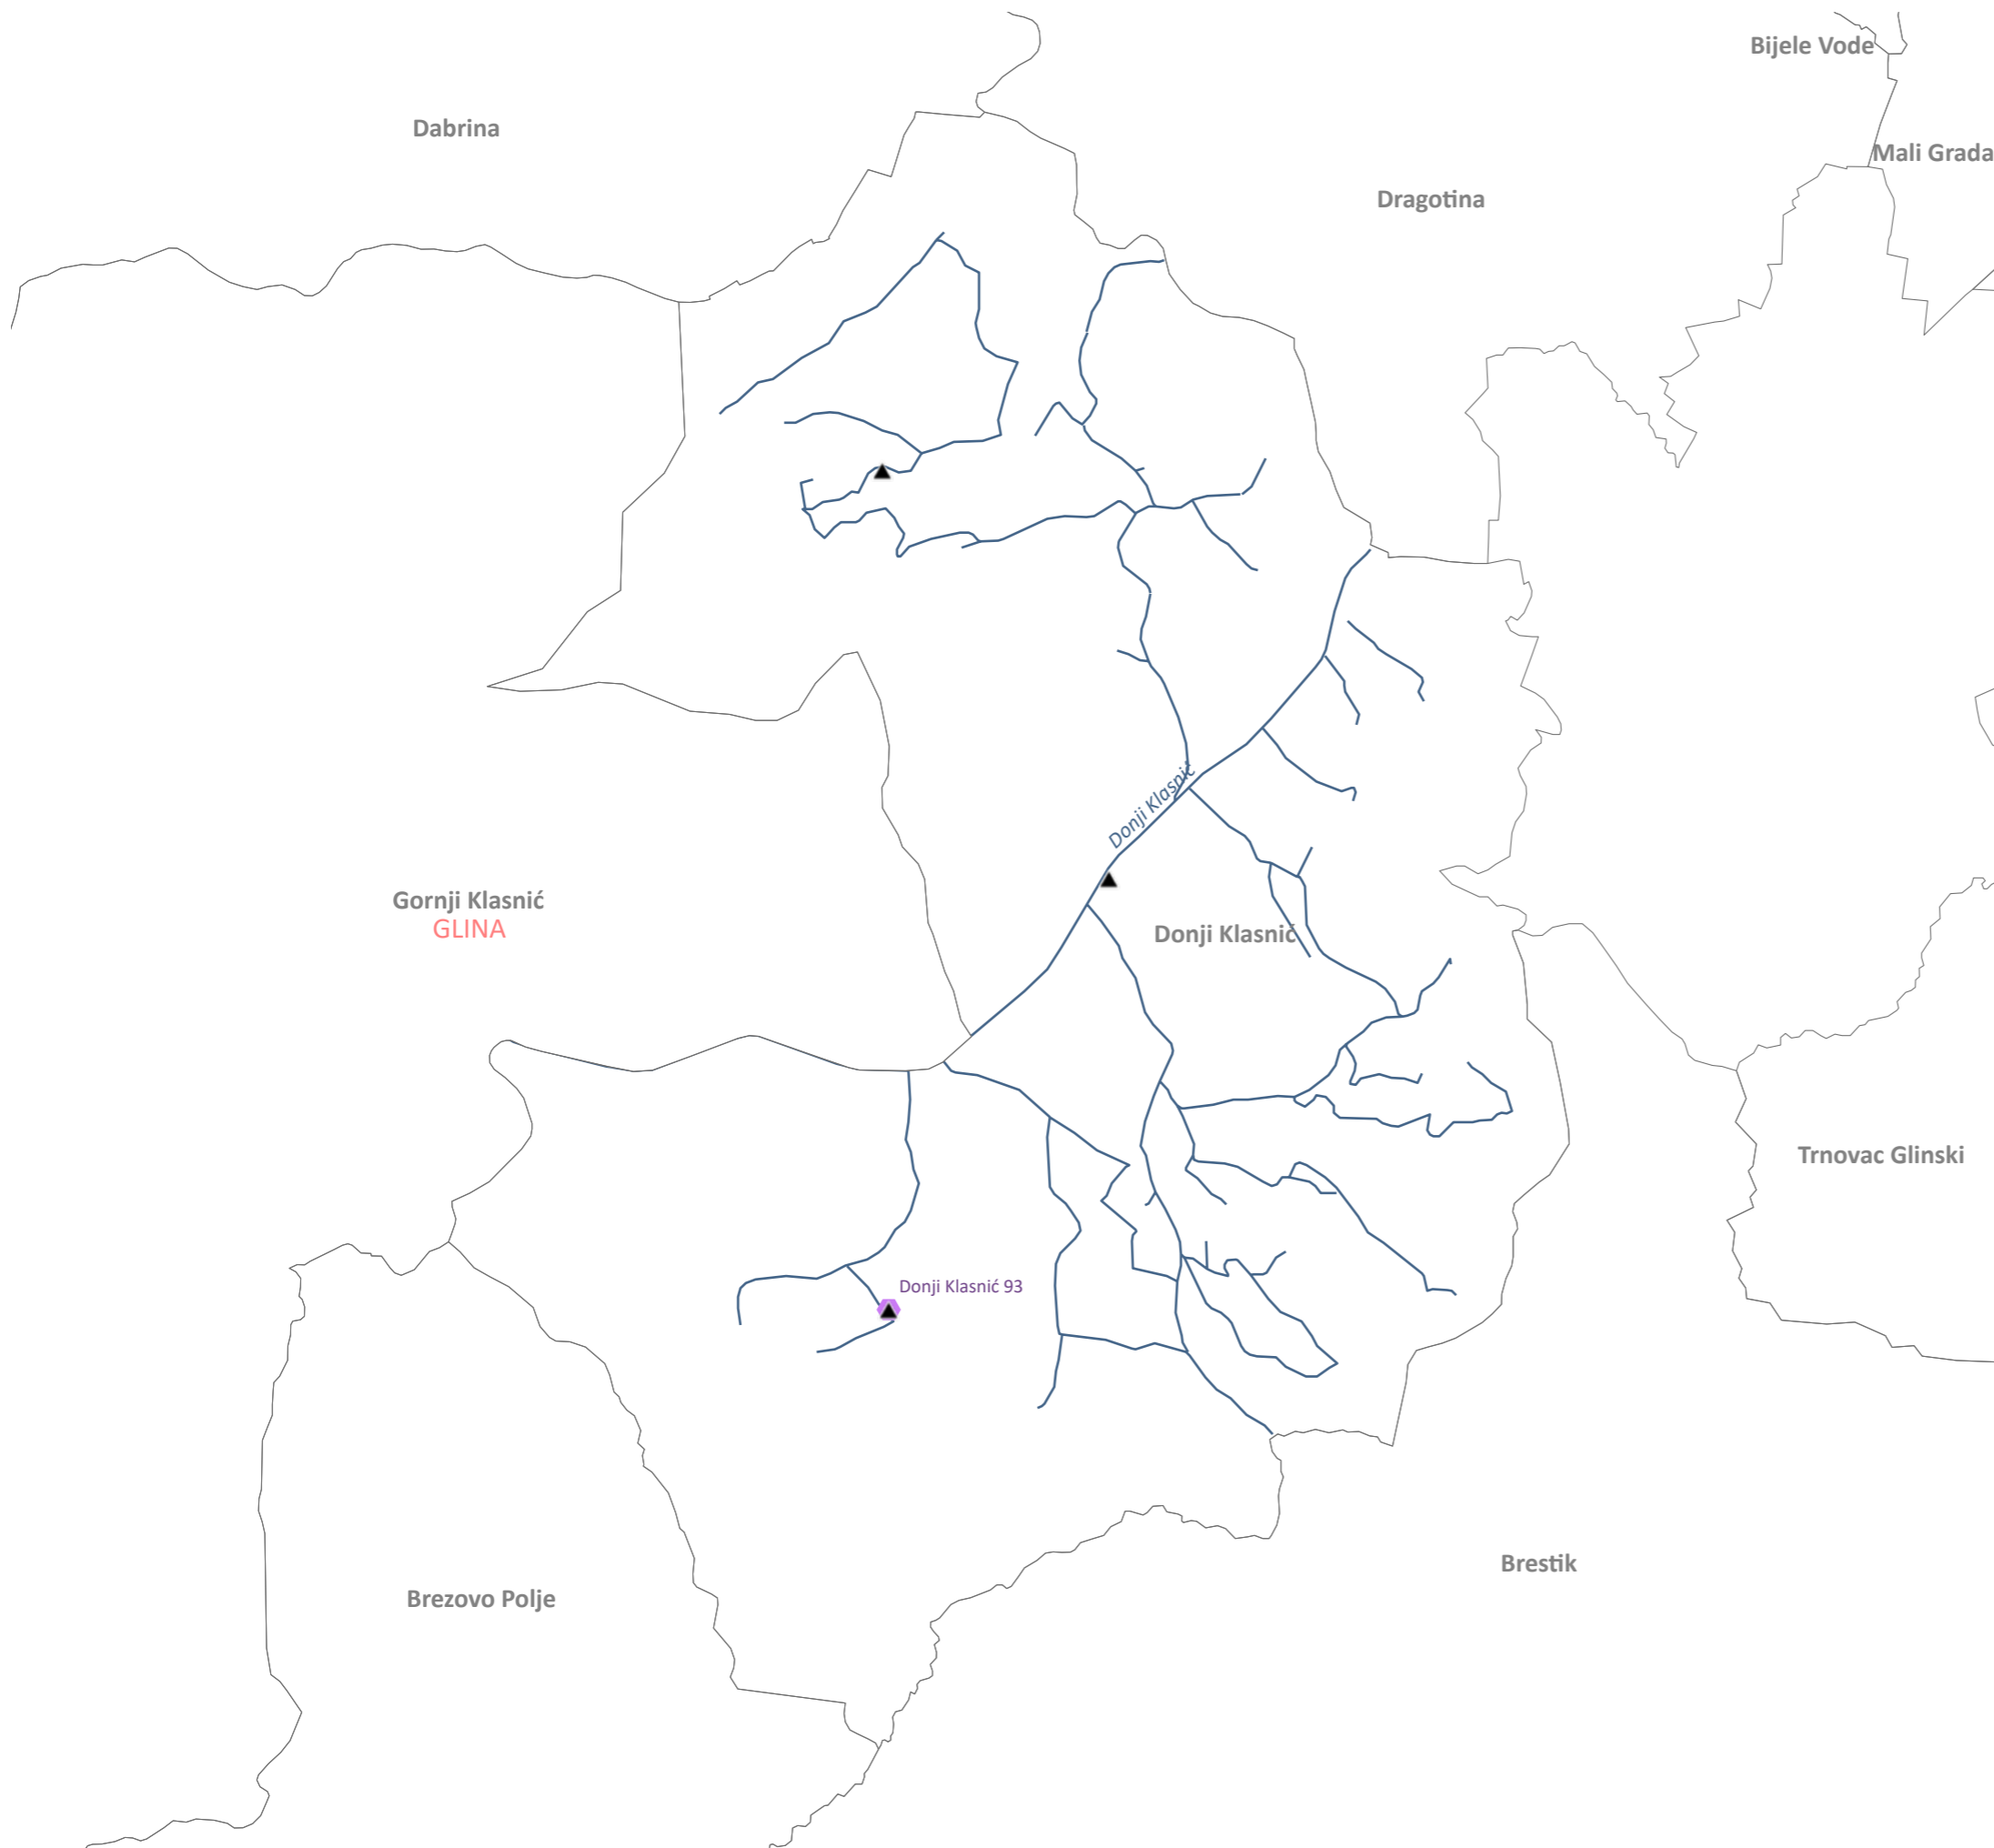 Bijele Vode
Dabrina
Mali Grada
Dragotina
Donji Klasnić
Gornji Klasnić
GLINA
Donji Klasnić
Trnovac Glinski
Donji Klasnić 93
Brestik
Brezovo Polje